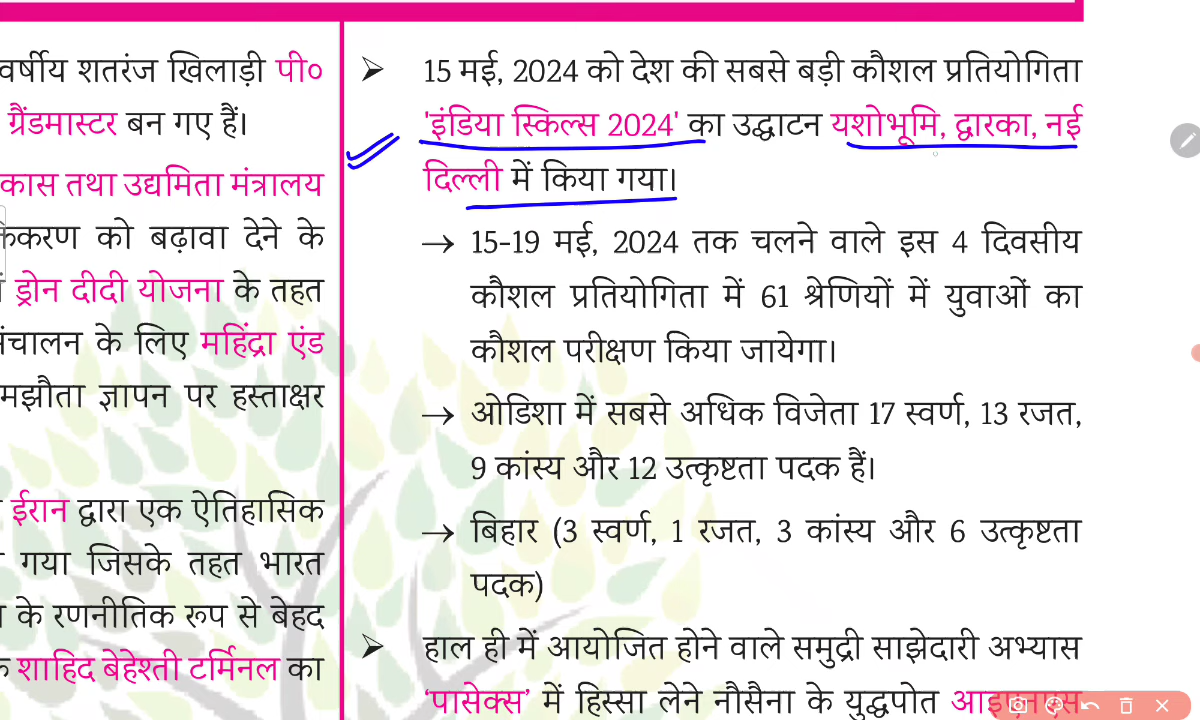 वर्षीय शतरंज खिलाड़ी पी०
ग्रैंडमास्टर बन गए हैं।
कास तथा उद्यमिता मंत्रालय
करण को बढ़ावा देने के
ड्रोन दीदी योजना के तहत
चालन के लिए महिंद्रा एंड
मझौता ज्ञापन पर हस्ताक्षर
ईरान द्वारा एक ऐतिहासिक
गया जिसके तहत भारत
के रणनीतिक रूप से बेहद
शाहिद बेहेश्ती टर्मिनल का
➢ 15 मई, 2024 को देश की सबसे बड़ी कौशल प्रतियोगिता
'इंडिया स्किल्स 2024' का उद्घाटन यशोभूमि, द्वारका, नई
दिल्ली में किया गया।
→ 15-19 मई, 2024 तक चलने वाले इस 4 दिवसीय
कौशल प्रतियोगिता में 61 श्रेणियों में युवाओं का
कौशल परीक्षण किया जायेगा।
→ ओडिशा में सबसे अधिक विजेता 17 स्वर्ण, 13 रजत,
9 कांस्य और 12 उत्कृष्टता पदक हैं।
→ बिहार (3 स्वर्ण, 1 रजत, 3 कांस्य और 6 उत्कृष्टता
पदक)
➢ हाल ही में आयोजित होने वाले समुद्री साझेदारी अभ्यास
‘पासेक्स’ में हिस्सा लेने नौसैना के युद्धपोत